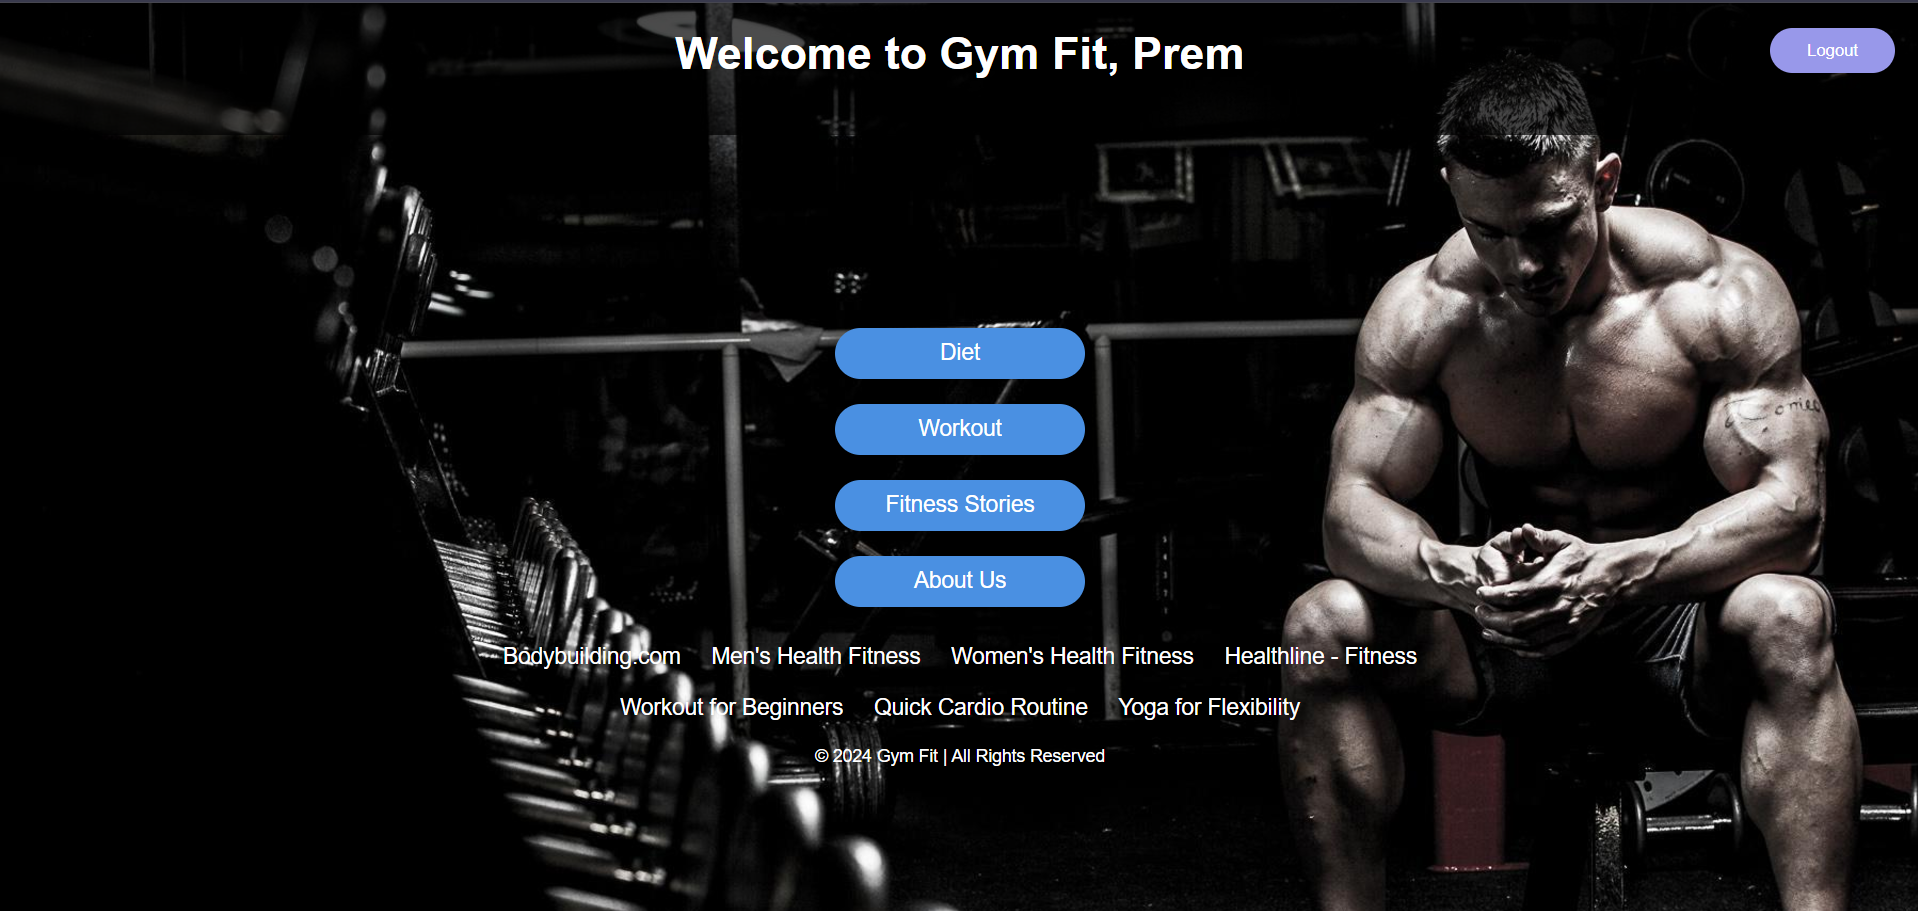 Welcome to Gym Fit, Prem
Logout
Diet
Workout
Fitness Stories
About Us
Bodybuilding.com Men's Health Fitness Women's Health Fitness Healthline - Fitness
Workout for Beginners Quick Cardio Routine Yoga for Flexibility
© 2024 Gym Fit | All Rights Reserved